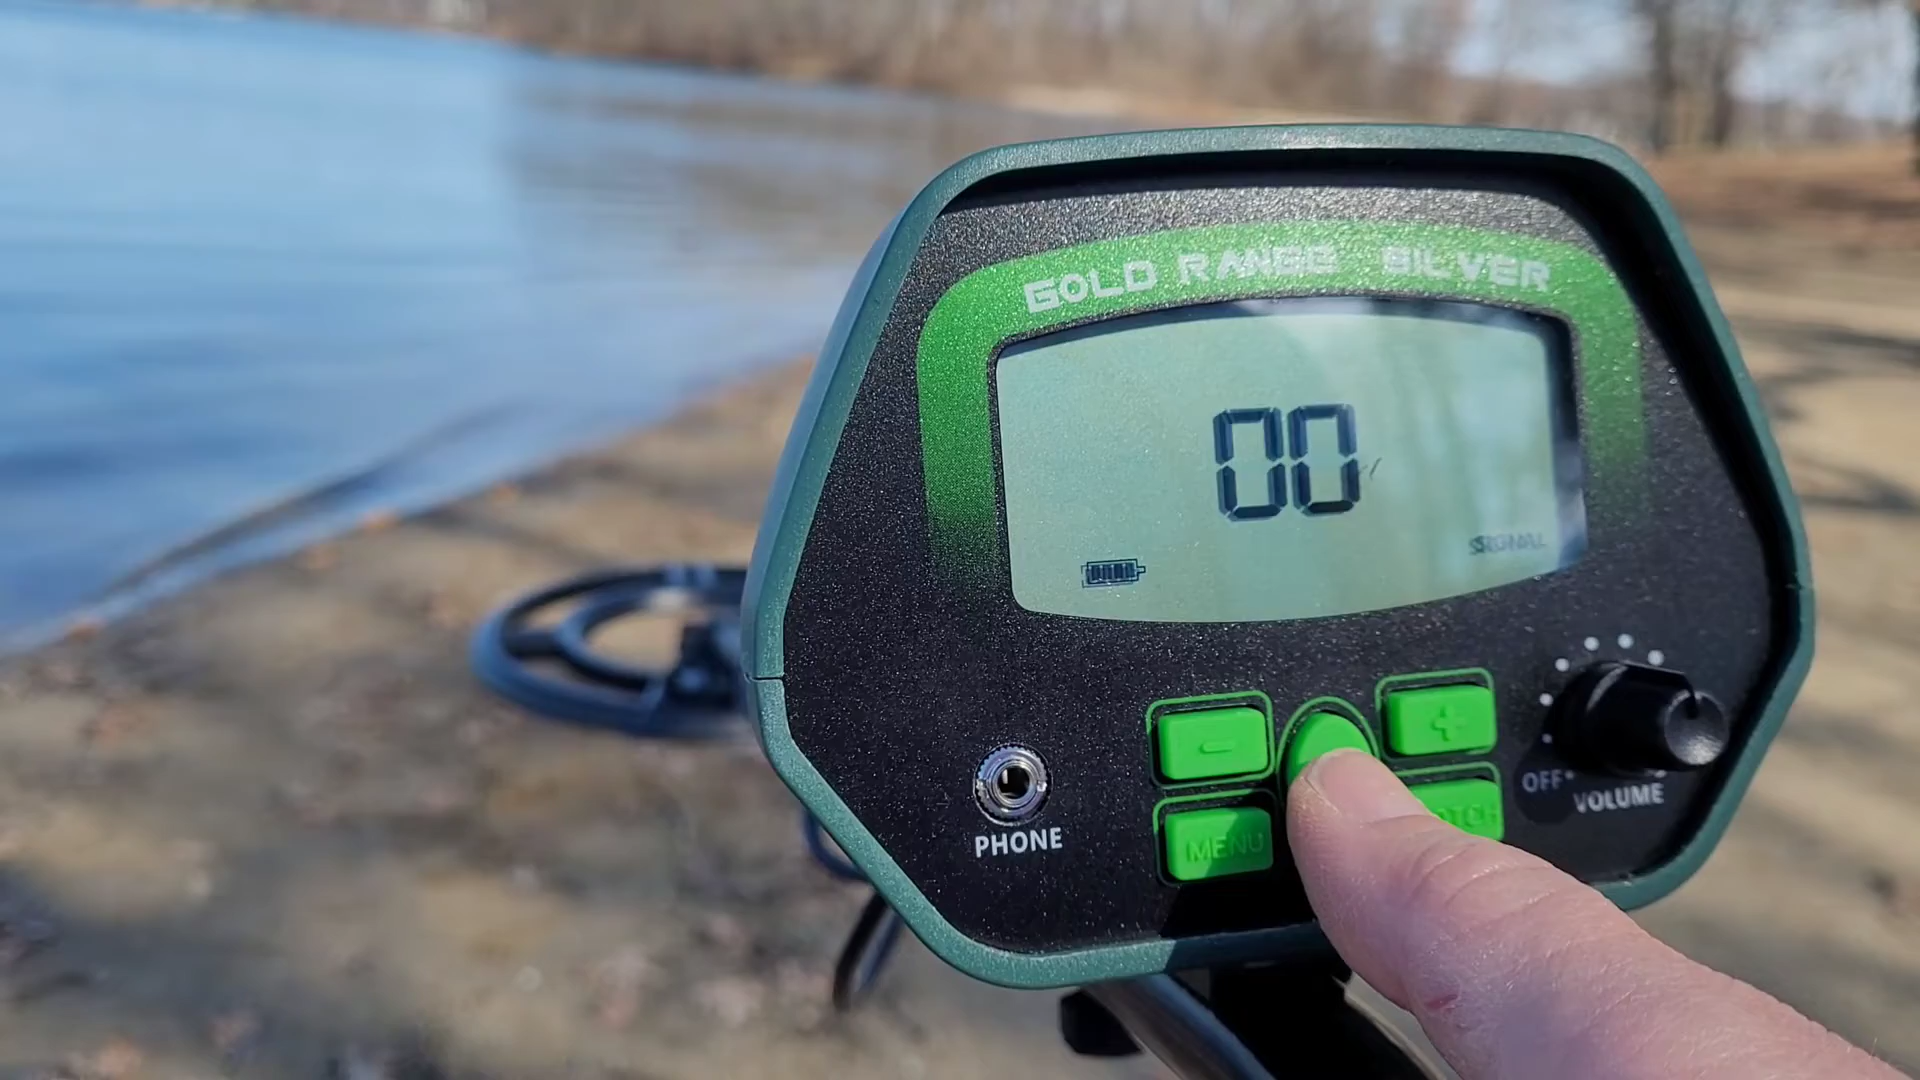 GOLD RANGE SILVER
00
SIGNAL
-
+
OFF
VOLUME
PHONE
MENU